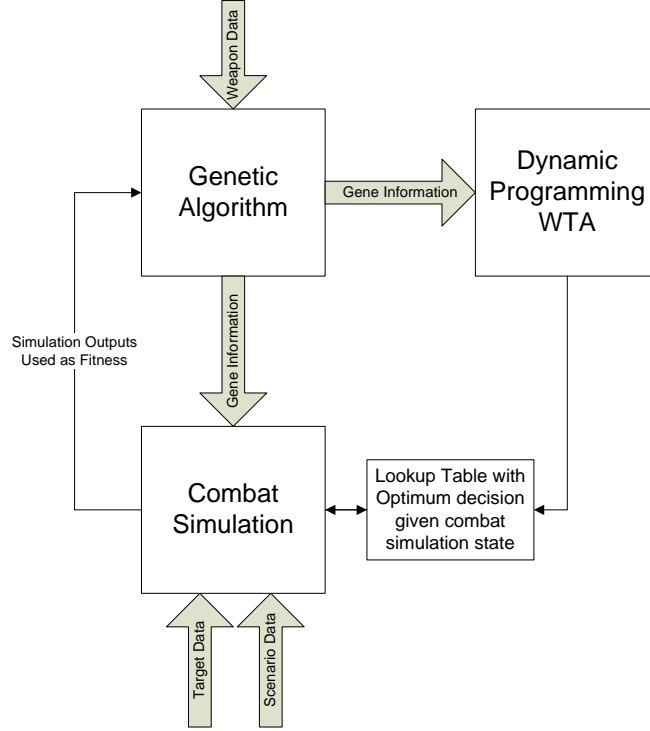 Weapon Data
Genetic
Algorithm
Gene Information
Dynamic
Programming
WTA
Simulation Outputs
Used as Fitness
Gene Information
Combat
Simulation
Lookup Table with
Optimum decision
given combat
simulation state
Target Data
Scenario Data